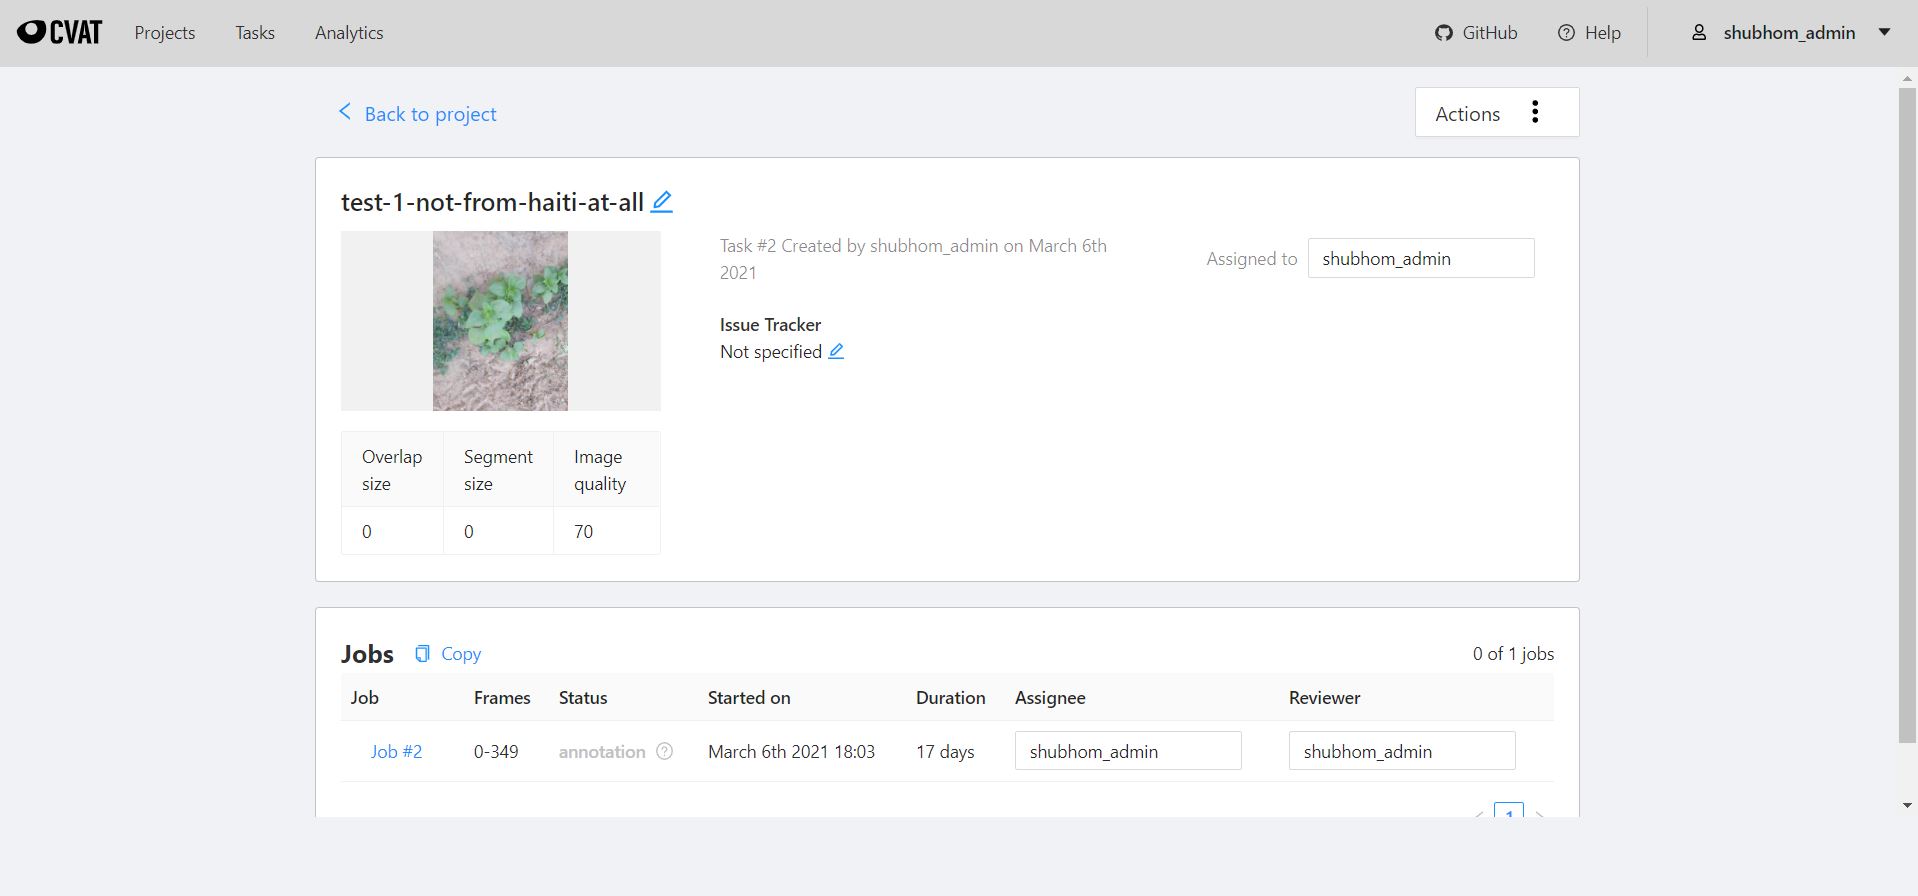 CVAT Projects Tasks Analytics GitHub Help shubhom_admin
Back to project Actions
test-1-not-from-haiti-at-all
Task #2 Created by shubhom_admin on March 6th
2021
Assigned to shubhom_admin
Issue Tracker
Not specified
Overlap size Segment size Image quality
0 0 70
Jobs Copy 0 of 1 jobs
Job Frames Status Started on Duration Assignee Reviewer
Job #2 0-349 annotation March 6th 2021 18:03 17 days shubhom_admin shubhom_admin
1